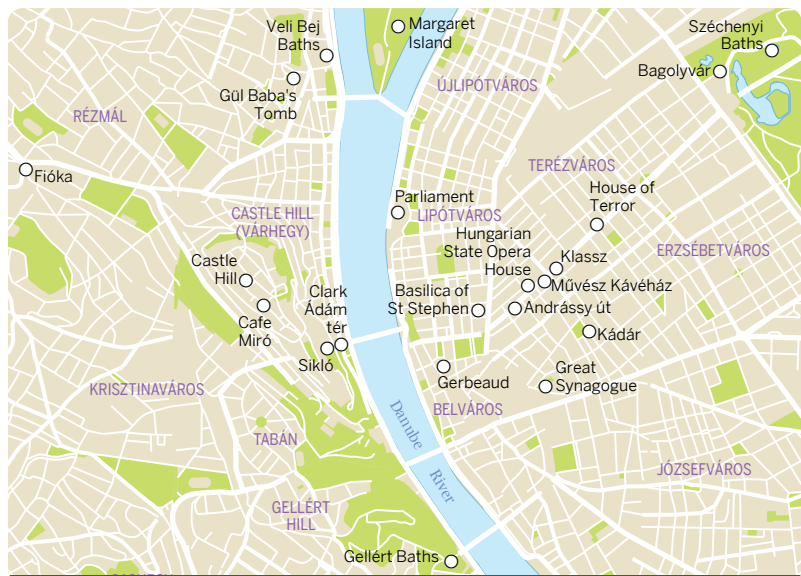 Veli Bej
Baths
Margaret
Island
Széchenyi
Baths
Bagolyvár
Gül Baba's
Tomb
ÚJLIPÓTVÁROS
RÉZMÁL
Fióka
TERÉZVÁROS
House of
Terror
Parliament
LIPÓTVÁROS
CASTLE HILL
(VÁRHEGY)
Hungarian
State Opera
House
ERZSÉBETVÁROS
Klassz
Castle
Hill
Művész Kávéház
Clark
Ádám
tér
Basilica of
St Stephen
Andrássy út
Cafe
Miró
Kádár
Sikló
Gerbeaud
Great
Synagogue
KRISZTINAVÁROS
BELVÁROS
Danube
River
TABÁN
JÓZSEFVÁROS
GELLÉRT
HILL
Gellért Baths